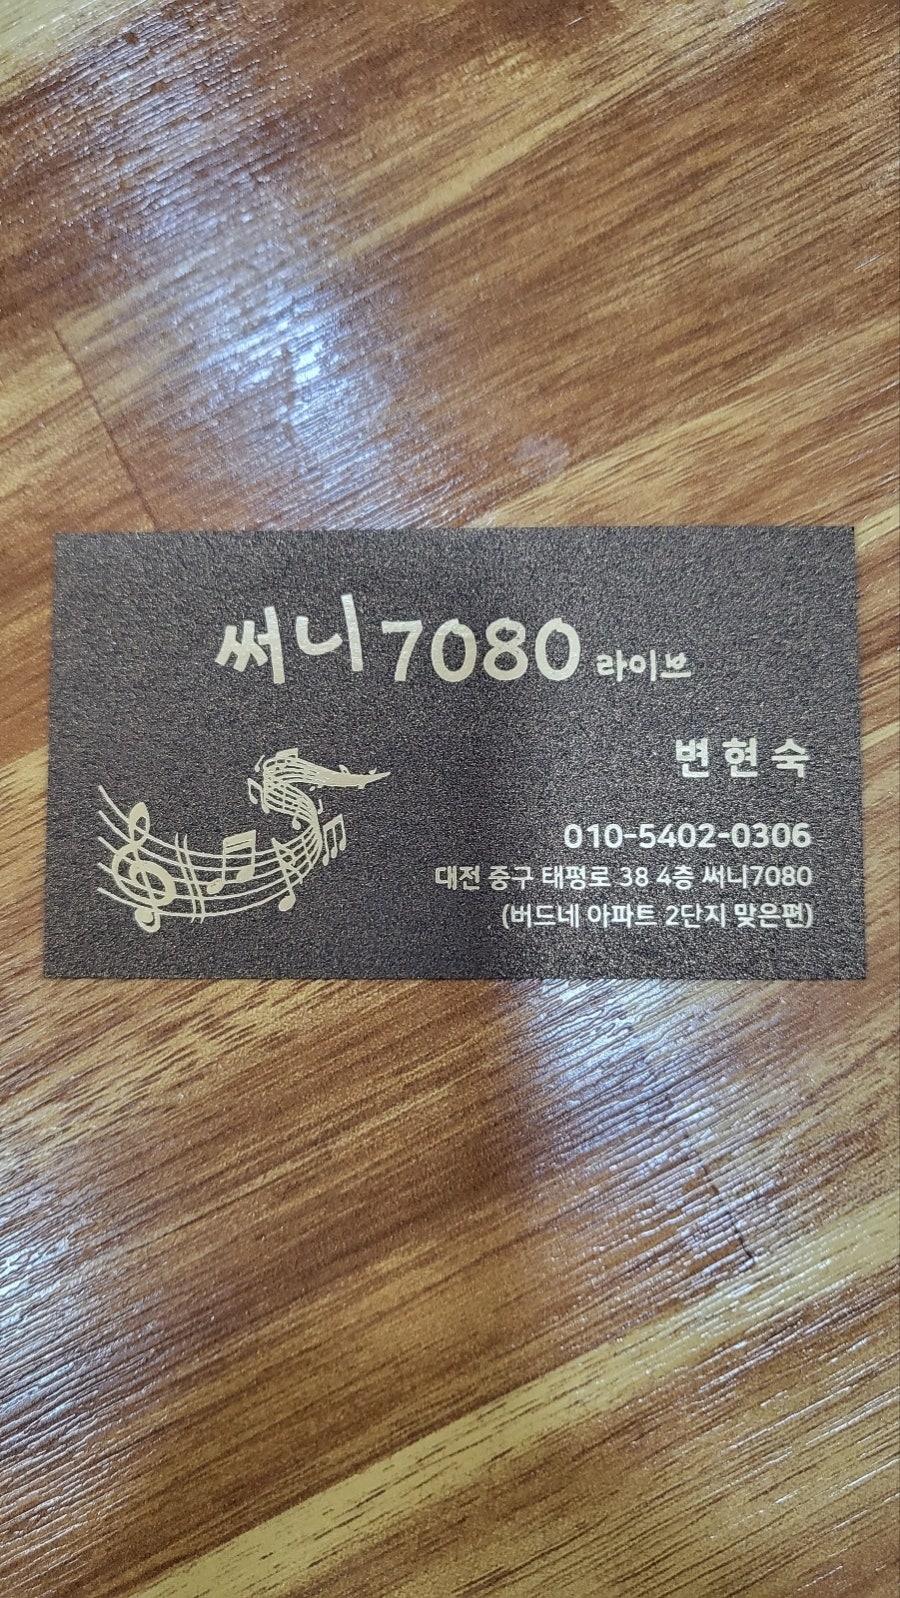 써니7080 라이브
변현숙
010-5402-0306
대전 중구 태평로 38 4층 써니7080
(버드네 아파트 2단지 맞은편)